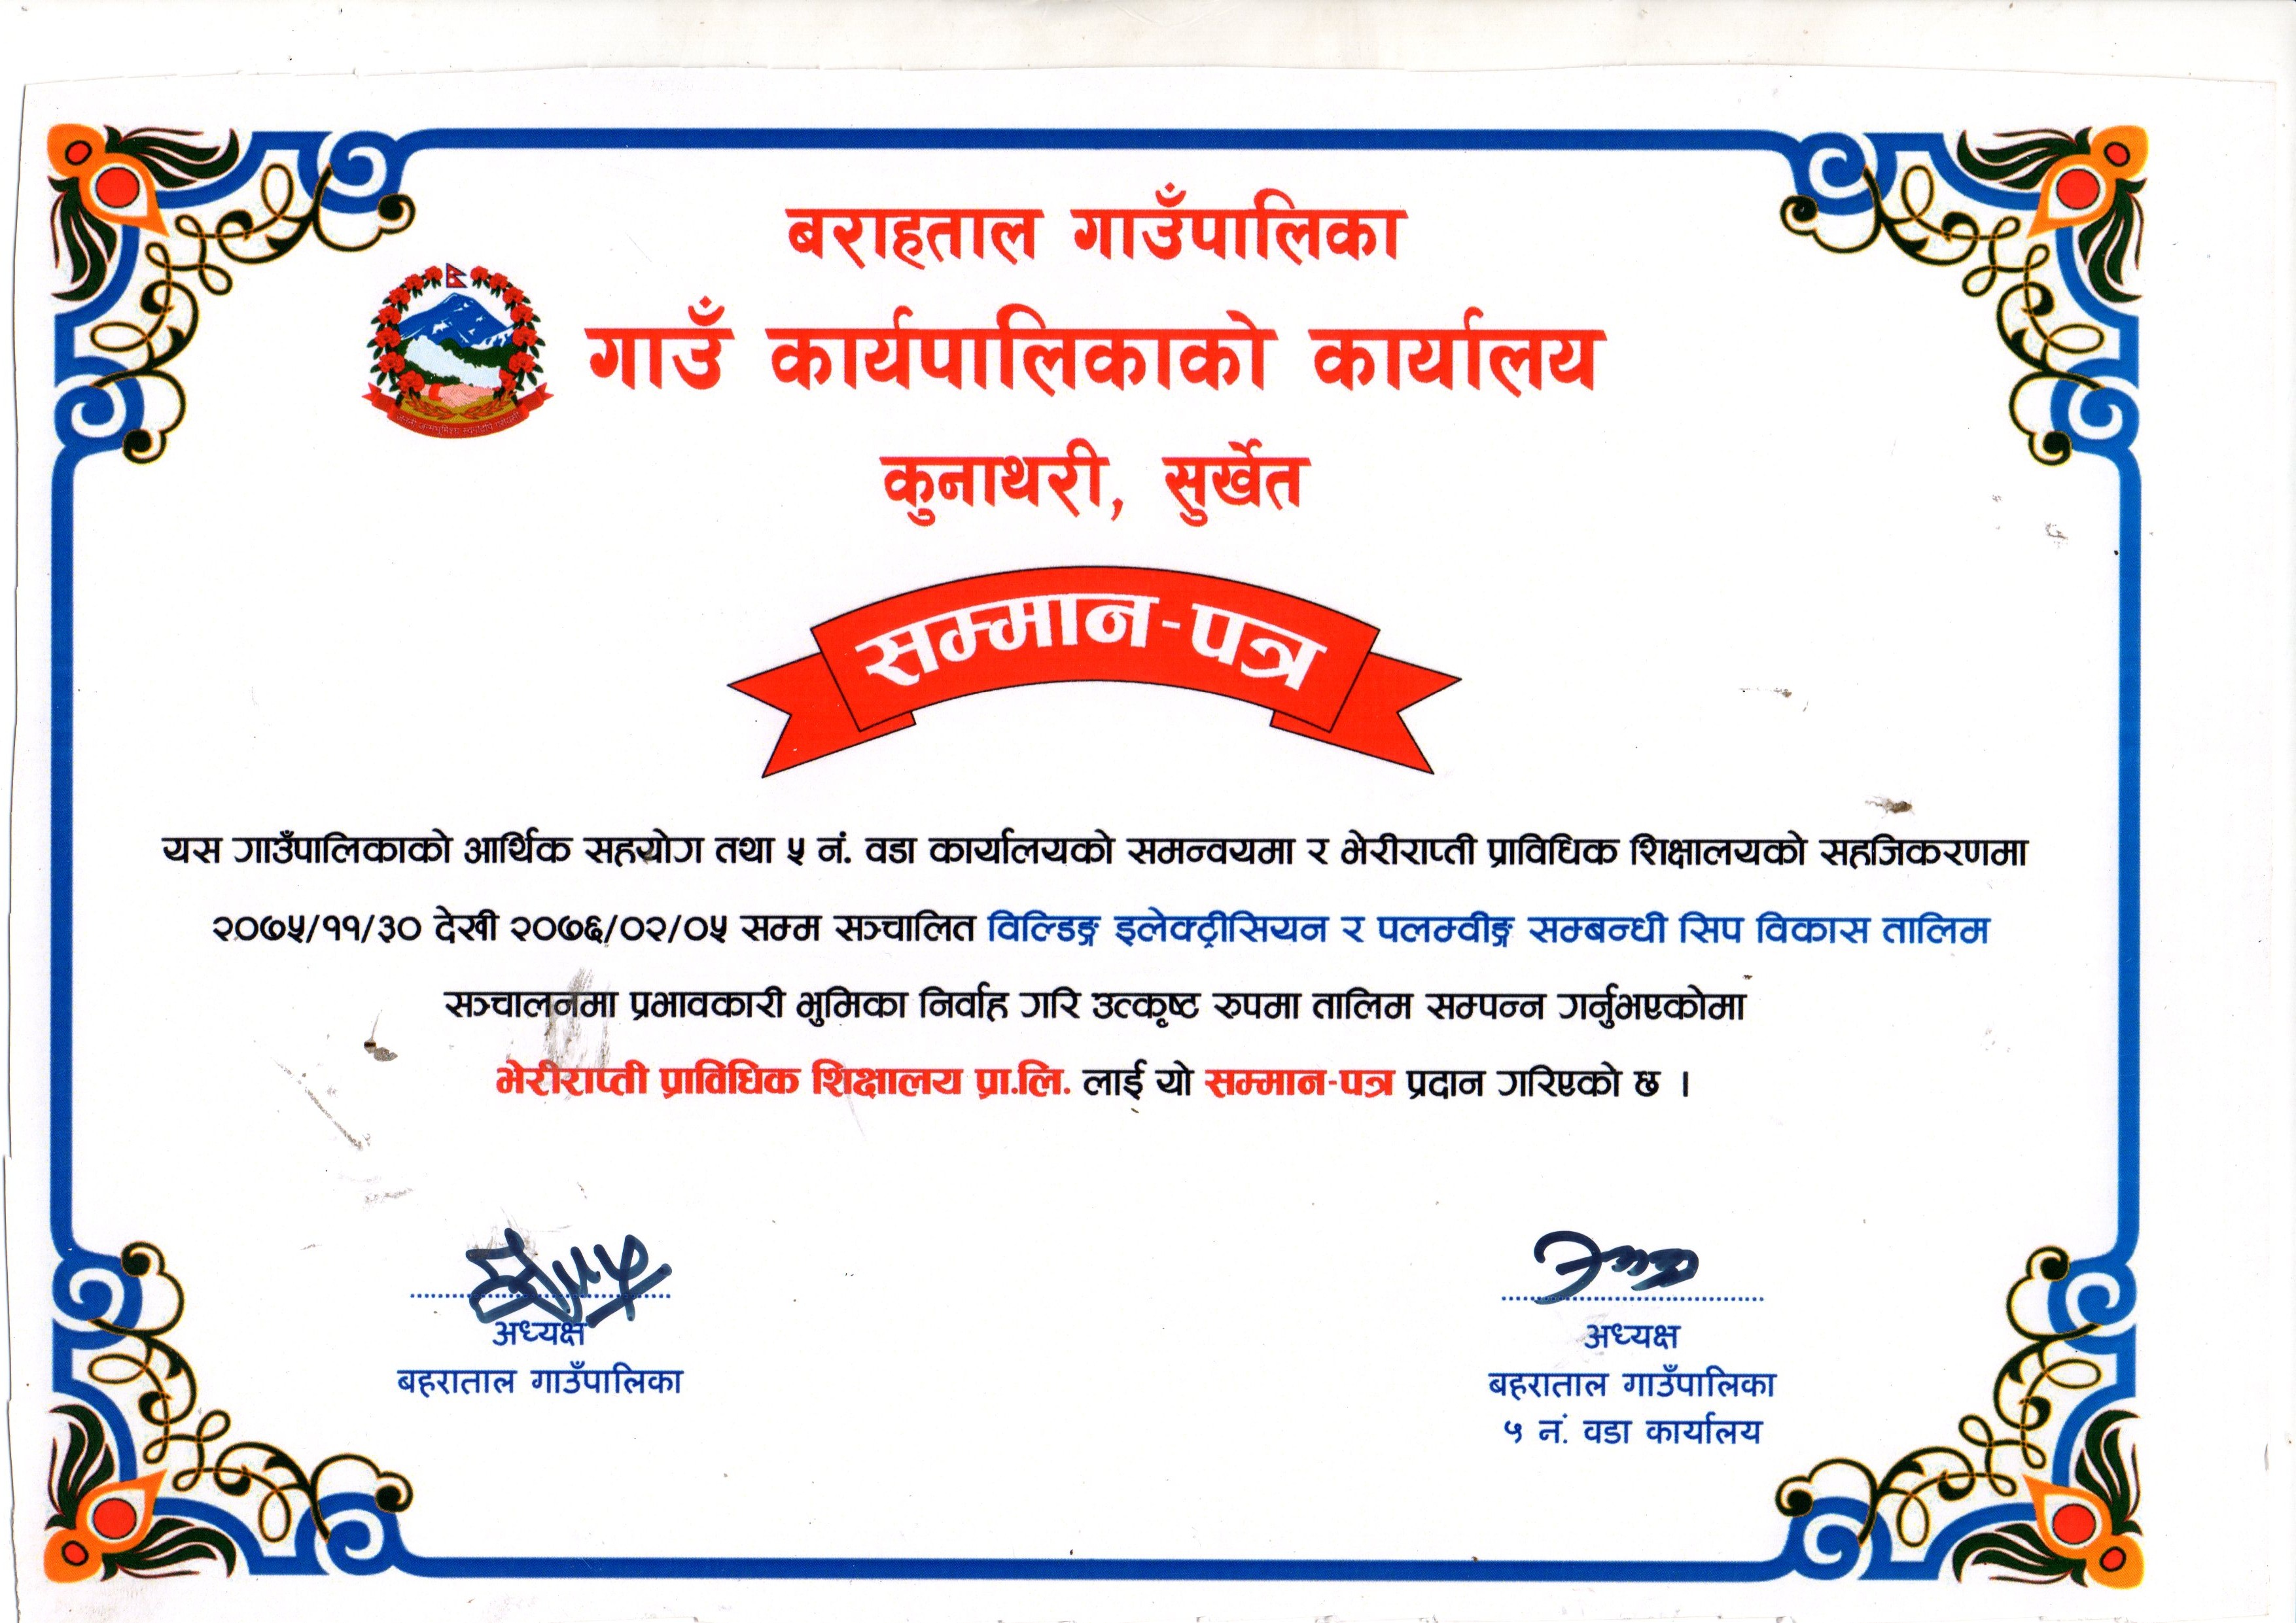 बराहताल गाउँपालिका
गाउँ कार्यपालिकाको कार्यालय
कुनाथरी, सुर्खेत
सम्मान-पत्र
यस गाउँपालिकाको आर्थिक सहयोग तथा ५ नं. वडा कार्यालयको समन्वयमा र भेरीराप्ती प्राविधिक शिक्षालयको सहजिकरणमा
२०७५/११/३० देखी २०७६/०२/०५ सम्म सञ्चालित विल्डिङ्ग इलेक्ट्रीसियन र पलम्वीङ्ग सम्बन्धी सिप विकास तालिम
सञ्चालनमा प्रभावकारी भुमिका निर्वाह गरि उत्कृष्ट रुपमा तालिम सम्पन्न गर्नुभएकोमा
भेरीराप्ती प्राविधिक शिक्षालय प्रा.लि. लाई यो सम्मान-पत्र प्रदान गरिएको छ ।
अध्यक्ष
बहराताल गाउँपालिका
अध्यक्ष
बहराताल गाउँपालिका
५ नं. वडा कार्यालय